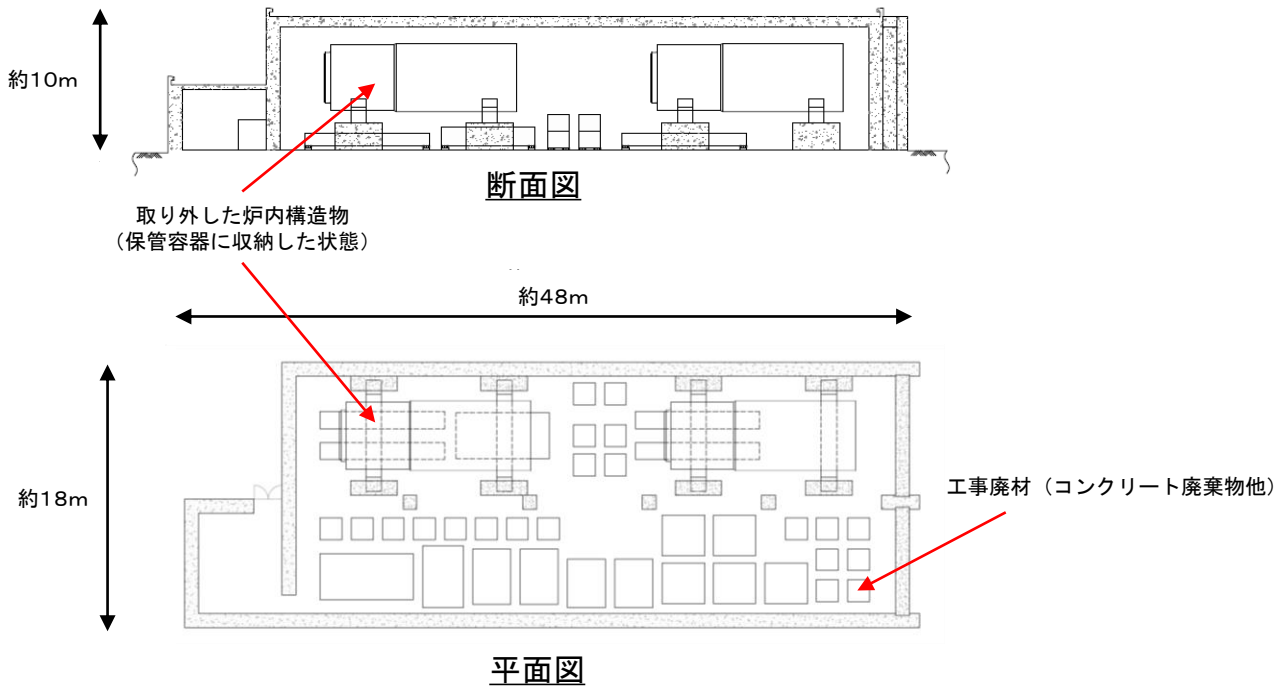 約10m
断面図
取り外した炉内構造物
（保管容器に収納した状態）
約48m
約18m
工事廃材（コンクリート廃棄物他）
平面図